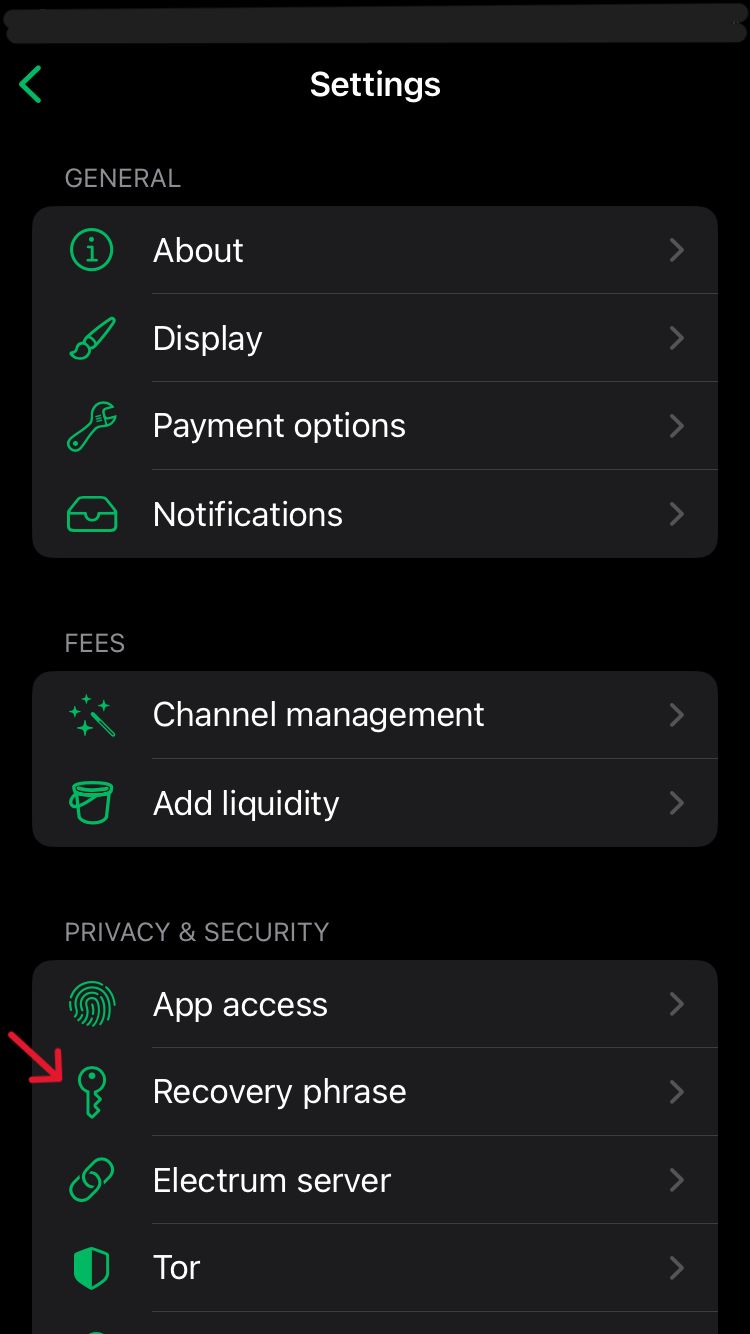 Settings
GENERAL
About
Display
Payment options
Notifications
FEES
Channel management
Add liquidity
PRIVACY & SECURITY
App access
Recovery phrase
Electrum server
Tor